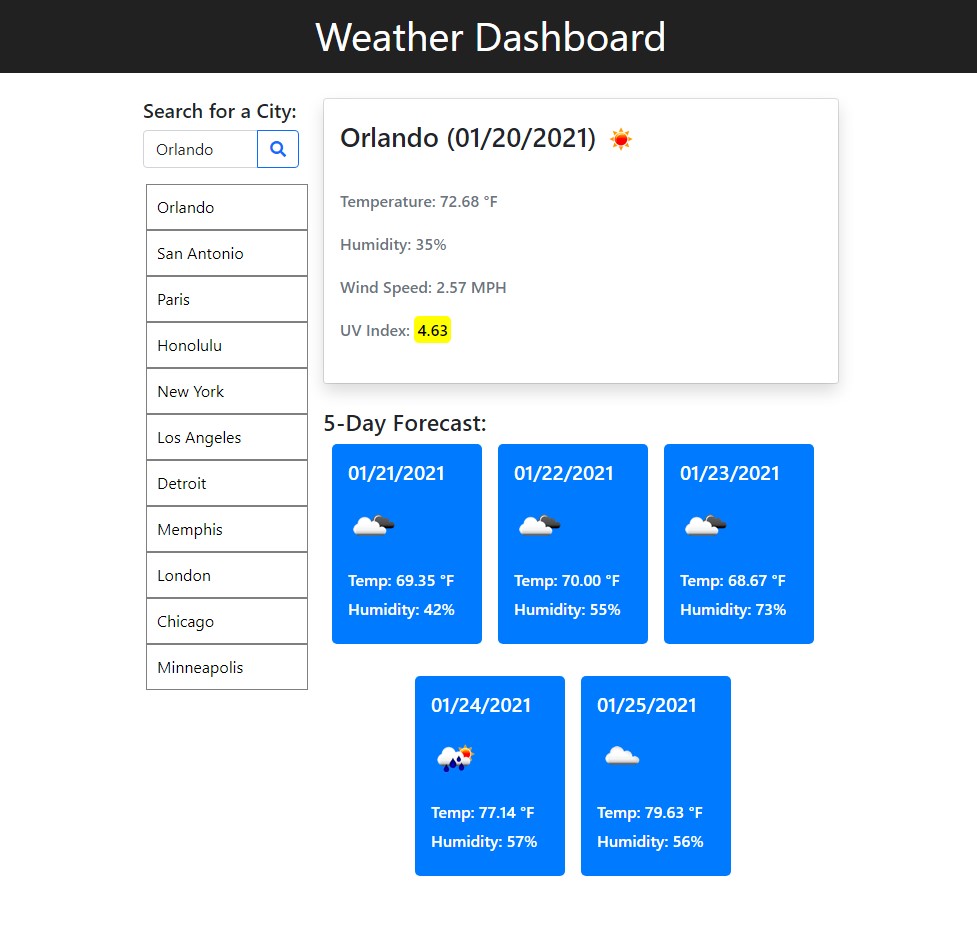 Weather Dashboard
Search for a City:
Orlando
Orlando
San Antonio
Paris
Honolulu
New York
Los Angeles
Detroit
Memphis
London
Chicago
Minneapolis
Orlando (01/20/2021)
Temperature: 72.68 °F
Humidity: 35%
Wind Speed: 2.57 MPH
UV Index: 4.63
5-Day Forecast:
01/21/2021
Temp: 69.35 °F
Humidity: 42%
01/22/2021
Temp: 70.00 °F
Humidity: 55%
01/23/2021
Temp: 68.67 °F
Humidity: 73%
01/24/2021
Temp: 77.14 °F
Humidity: 57%
01/25/2021
Temp: 79.63 °F
Humidity: 56%